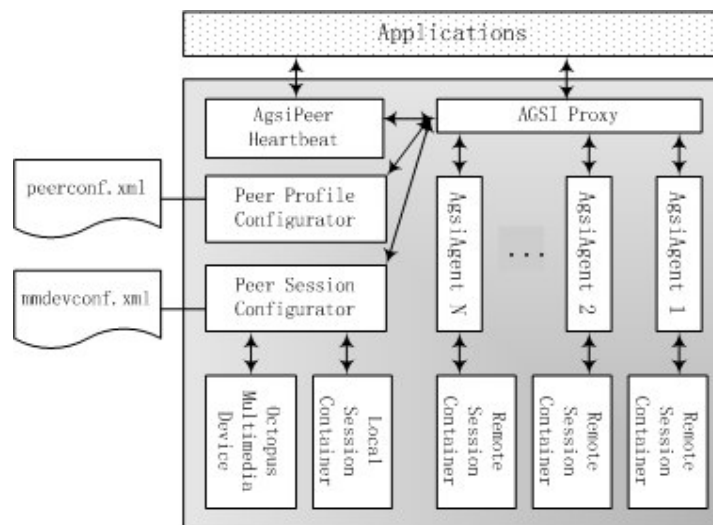 Applications
AgsiPeer
Heartbeat
AGSI Proxy
peerconf.xml
Peer Profile
Configurator
AgsiAgent N
...
AgsiAgent 2
AgsiAgent 1
mmdevconf.xml
Peer Session
Configurator
Octopus
Multimedia
Device
Local
Session
Container
Remote
Session
Container
Remote
Session
Container
Remote
Session
Container